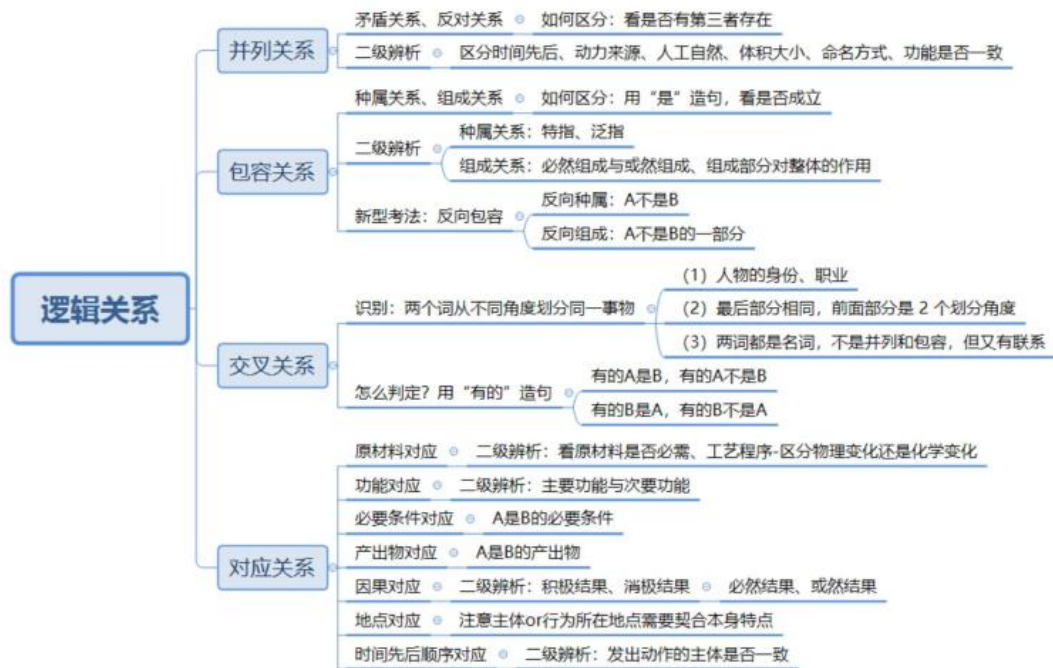 逻辑关系
并列关系
矛盾关系、反对关系
如何区分：看是否有第三者存在
二级辨析
区分时间先后、动力来源、人工自然、体积大小、命名方式、功能是否一致
包容关系
种属关系、组成关系
如何区分：用“是”造句，看是否成立
二级辨析
种属关系：特指、泛指
组成关系：必然组成与或然组成、组成部分对整体的作用
新型考法：反向包容
反向种属：A不是B
反向组成：A不是B的一部分
交叉关系
识别：两个词从不同角度划分同一事物
（1）人物的身份、职业
（2）最后部分相同，前面部分是 2 个划分角度
（3）两词都是名词，不是并列和包容，但又有联系
怎么判定？用“有的”造句
有的A是B，有的A不是B
有的B是A，有的B不是A
对应关系
原材料对应
二级辨析：看原材料是否必需、工艺程序-区分物理变化还是化学变化
功能对应
二级辨析：主要功能与次要功能
必要条件对应
A是B的必要条件
产出物对应
A是B的产出物
因果对应
二级辨析：积极结果、消极结果
必然结果、或然结果
地点对应
注意主体or行为所在地点需要契合本身特点
时间先后顺序对应
二级辨析：发出动作的主体是否一致